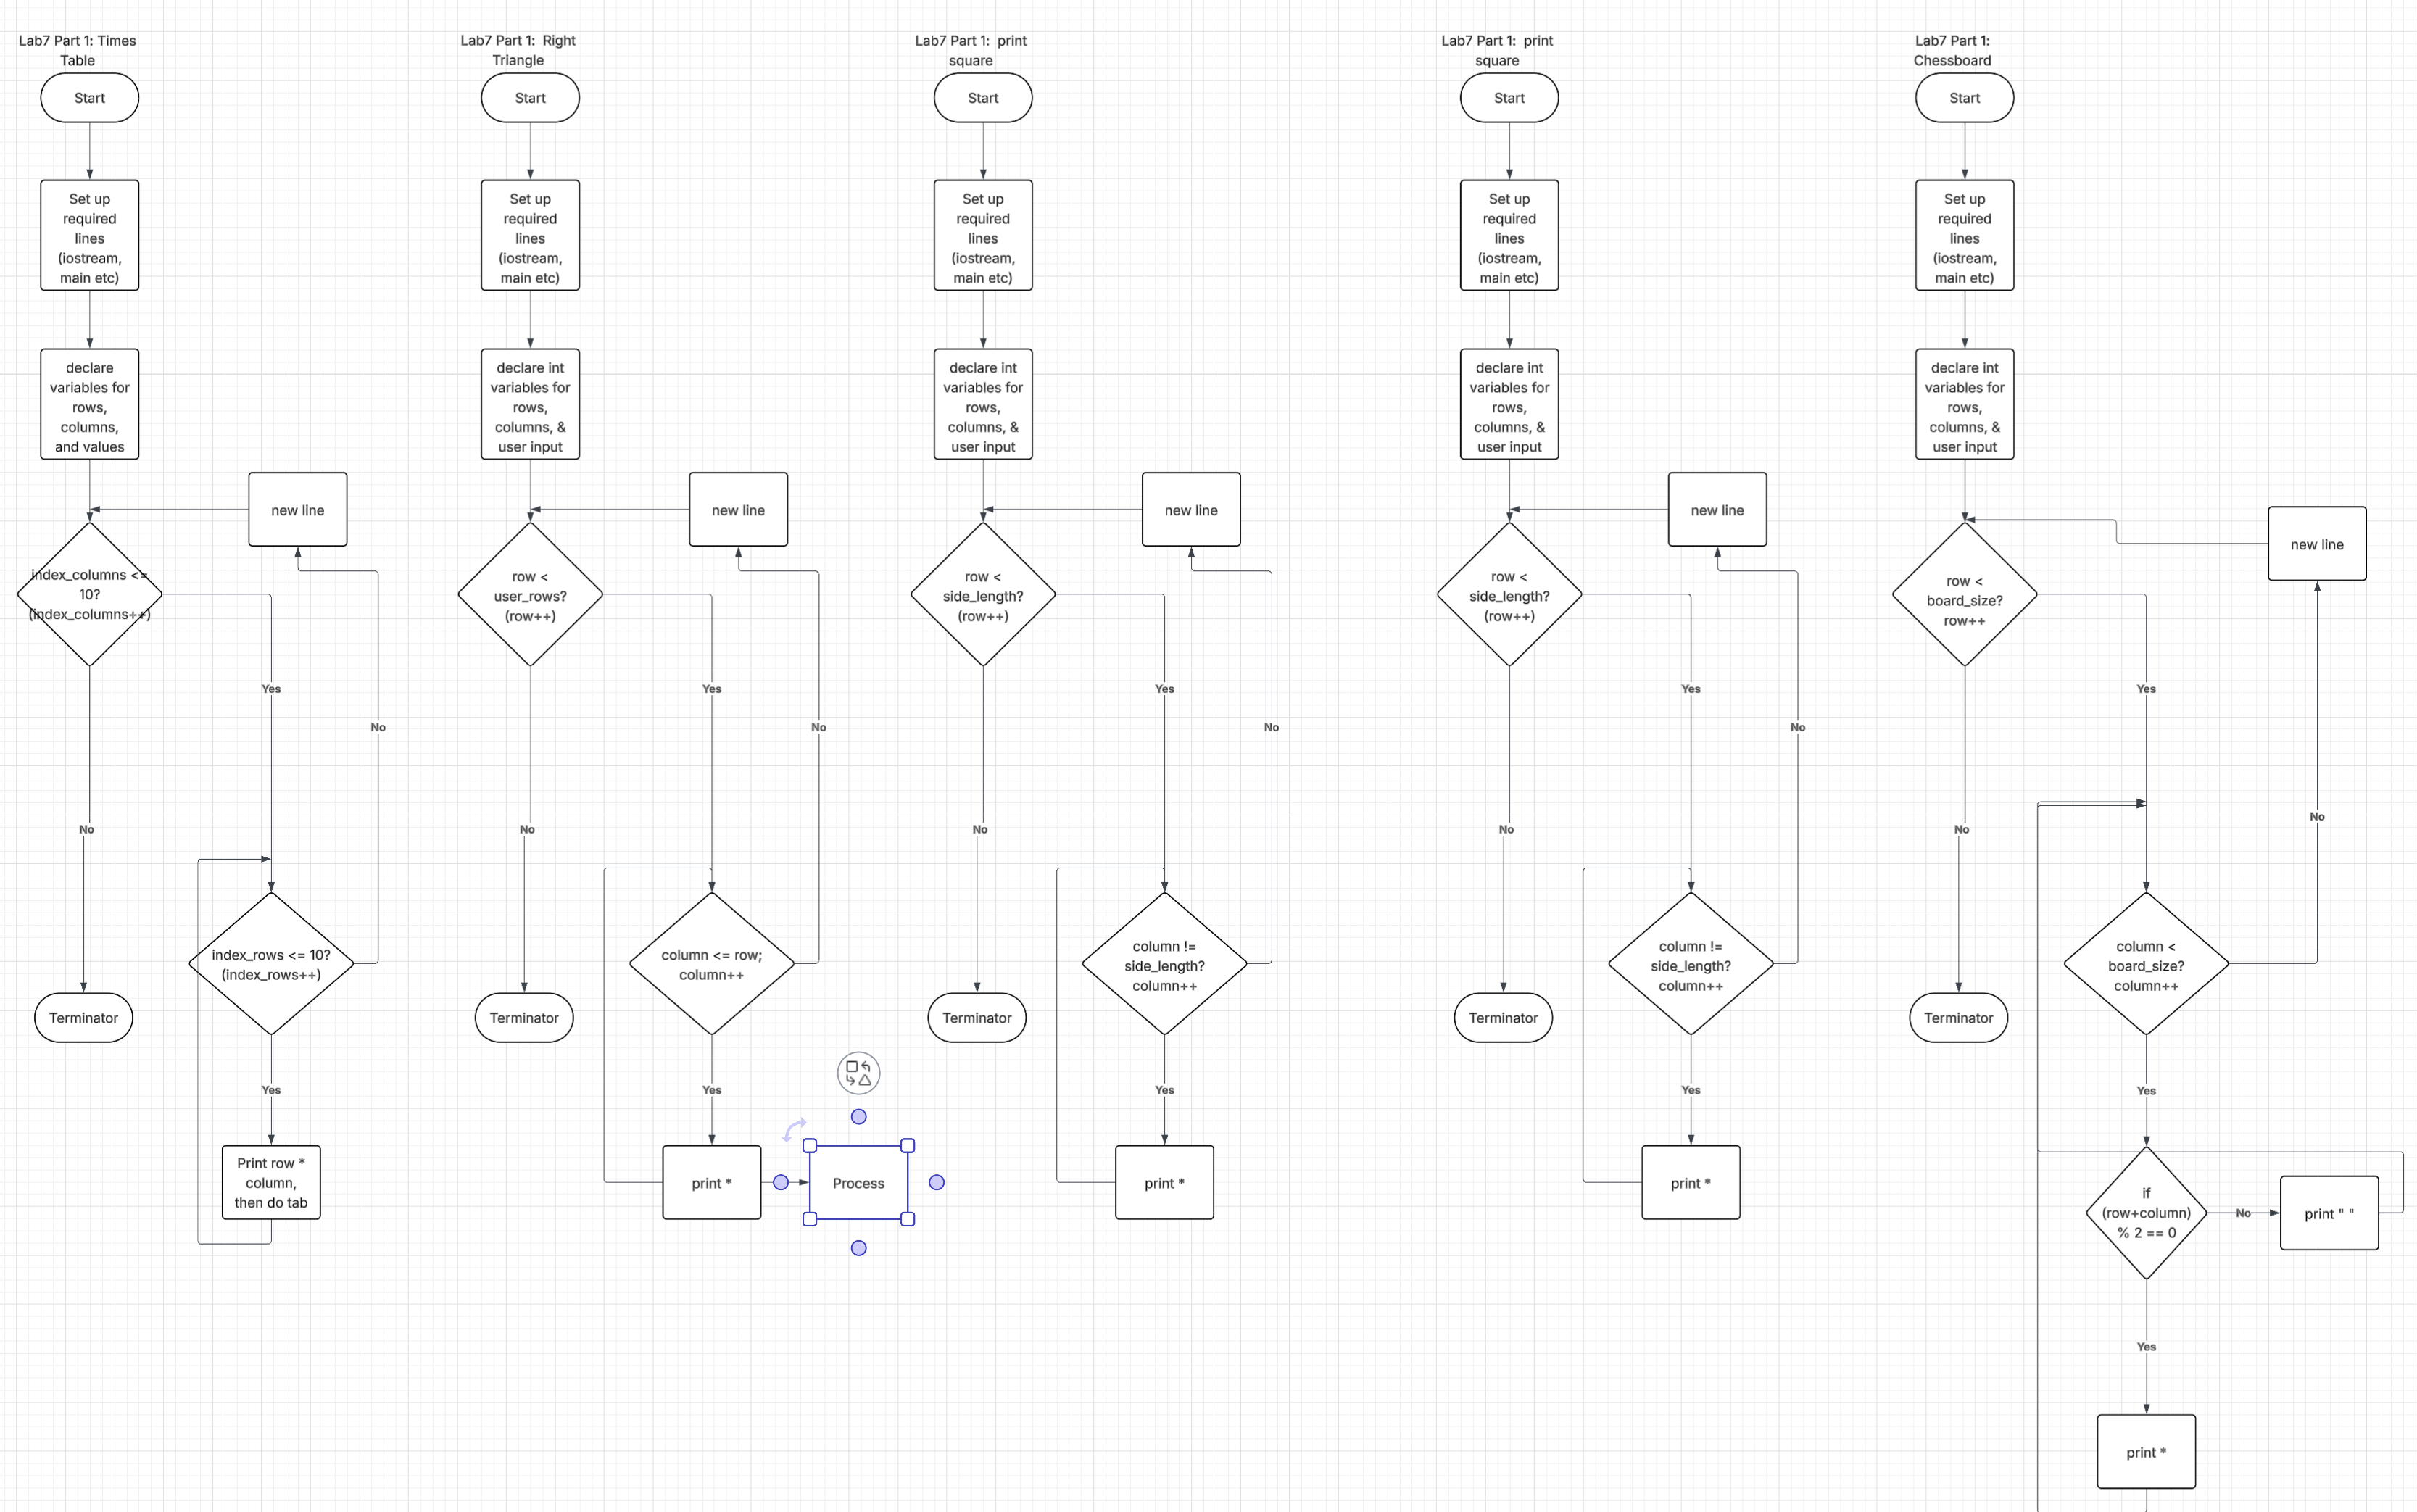 Lab7 Part 1: Times
Table
Start
Set up
required
lines
(iostream,
main etc)
declare
variables for
rows,
columns,
and values
new line
index_columns <=
10?
(index_columns++)
Yes
No
No
index_rows <= 10?
(index_rows++)
Terminator
Yes
Print row *
column,
then do tab
Lab7 Part 1:  Right
Triangle
Start
Set up
required
lines
(iostream,
main etc)
declare int
variables for
rows,
columns, &
user input
new line
row <
user_rows?
(row++)
Yes
No
No
column <= row;
column++
Terminator
Yes
print *
Process
Lab7 Part 1:  print
square
Start
Set up
required
lines
(iostream,
main etc)
declare int
variables for
rows,
columns, &
user input
new line
row <
side_length?
(row++)
Yes
No
No
column !=
side_length?
column++
Terminator
Yes
print *
Lab7 Part 1:  print
square
Start
Set up
required
lines
(iostream,
main etc)
declare int
variables for
rows,
columns, &
user input
new line
row <
side_length?
(row++)
Yes
No
No
column !=
side_length?
column++
Terminator
Yes
print *
Lab7 Part 1:
Chessboard
Start
Set up
required
lines
(iostream,
main etc)
declare int
variables for
rows,
columns, &
user input
new line
row <
board_size?
row++
Yes
No
No
column <
board_size?
column++
Terminator
Yes
if
(row+column)
% 2 == 0
No
print " "
Yes
print *